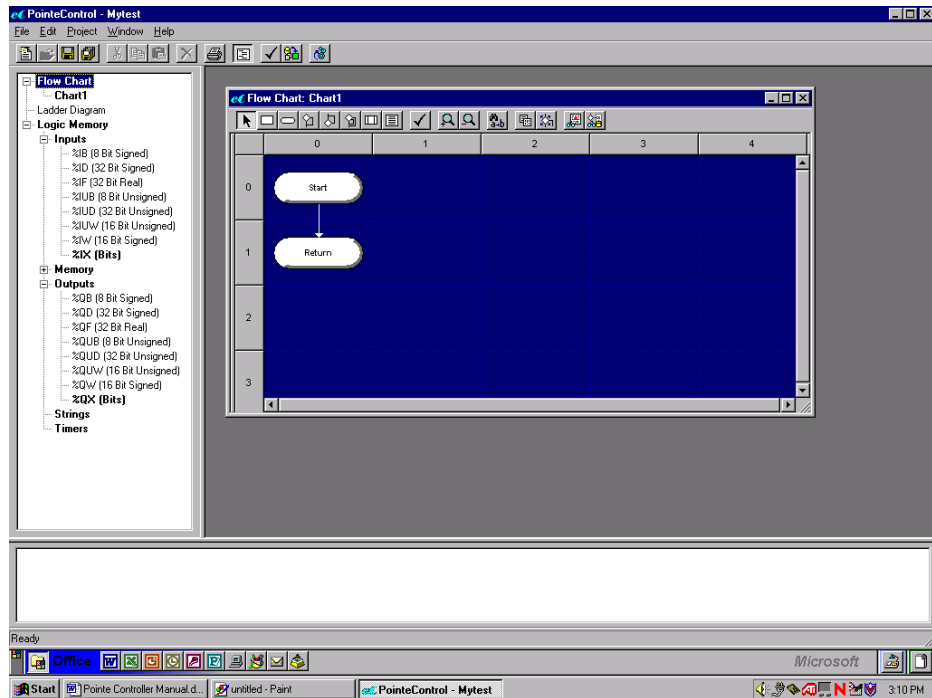 PointeControl - Mytest
File Edit Project Window Help
Flow Chart
Chart1
Ladder Diagram
Logic Memory
Inputs
%IB (8 Bit Signed)
%ID (32 Bit Signed)
%IF (32 Bit Real)
%IUB (8 Bit Unsigned)
%IUD (32 Bit Unsigned)
%IUW (16 Bit Unsigned)
%IW (16 Bit Signed)
%IX (Bits)
Memory
Outputs
%QB (8 Bit Signed)
%QD (32 Bit Signed)
%QF (32 Bit Real)
%QUB (8 Bit Unsigned)
%QUD (32 Bit Unsigned)
%QUW (16 Bit Unsigned)
%QW (16 Bit Signed)
%QX (Bits)
Strings
Timers
Flow Chart: Chart1
0 1 2 3 4
0 Start
1 Return
2
3
Ready
Office
Microsoft
Start Pointe Controller Manual.d... untitled - Paint PointeControl - Mytest 3:10 PM